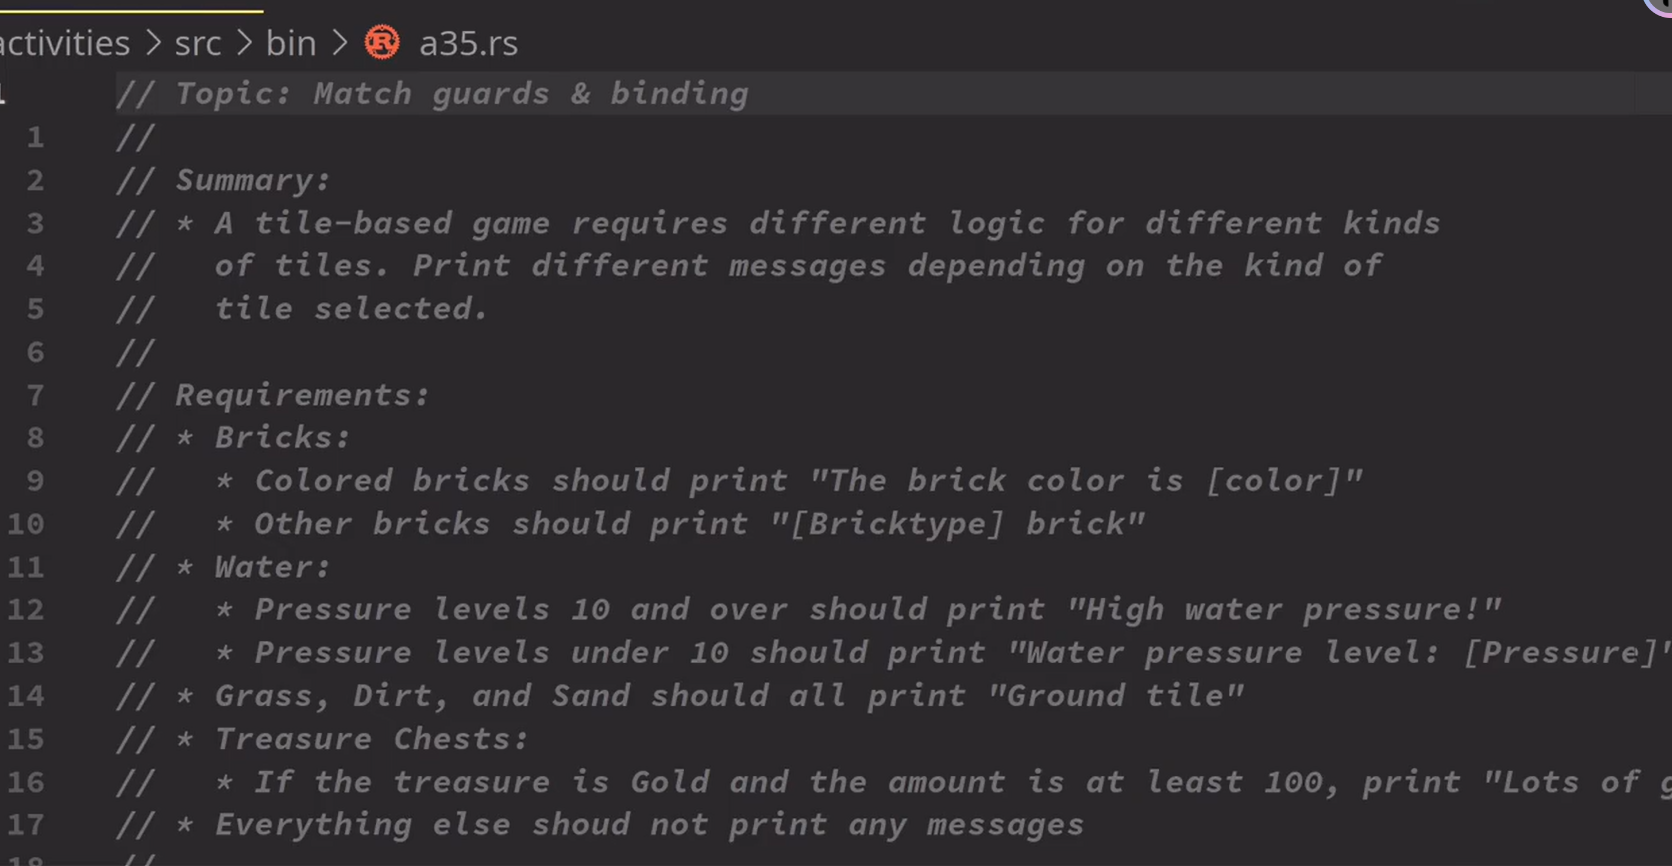 activities > src > bin > a35.rs
1 // Topic: Match guards & binding
1 //
2 // Summary:
3 // * A tile-based game requires different logic for different kinds
4 //   of tiles. Print different messages depending on the kind of
5 //   tile selected.
6 //
7 // Requirements:
8 // * Bricks:
9 //   * Colored bricks should print "The brick color is [color]"
10 //   * Other bricks should print "[Bricktype] brick"
11 // * Water:
12 //   * Pressure levels 10 and over should print "High water pressure!"
13 //   * Pressure levels under 10 should print "Water pressure level: [Pressure]"
14 // * Grass, Dirt, and Sand should all print "Ground tile"
15 // * Treasure Chests:
16 //   * If the treasure is Gold and the amount is at least 100, print "Lots of
17 // * Everything else shoud not print any messages
18 //